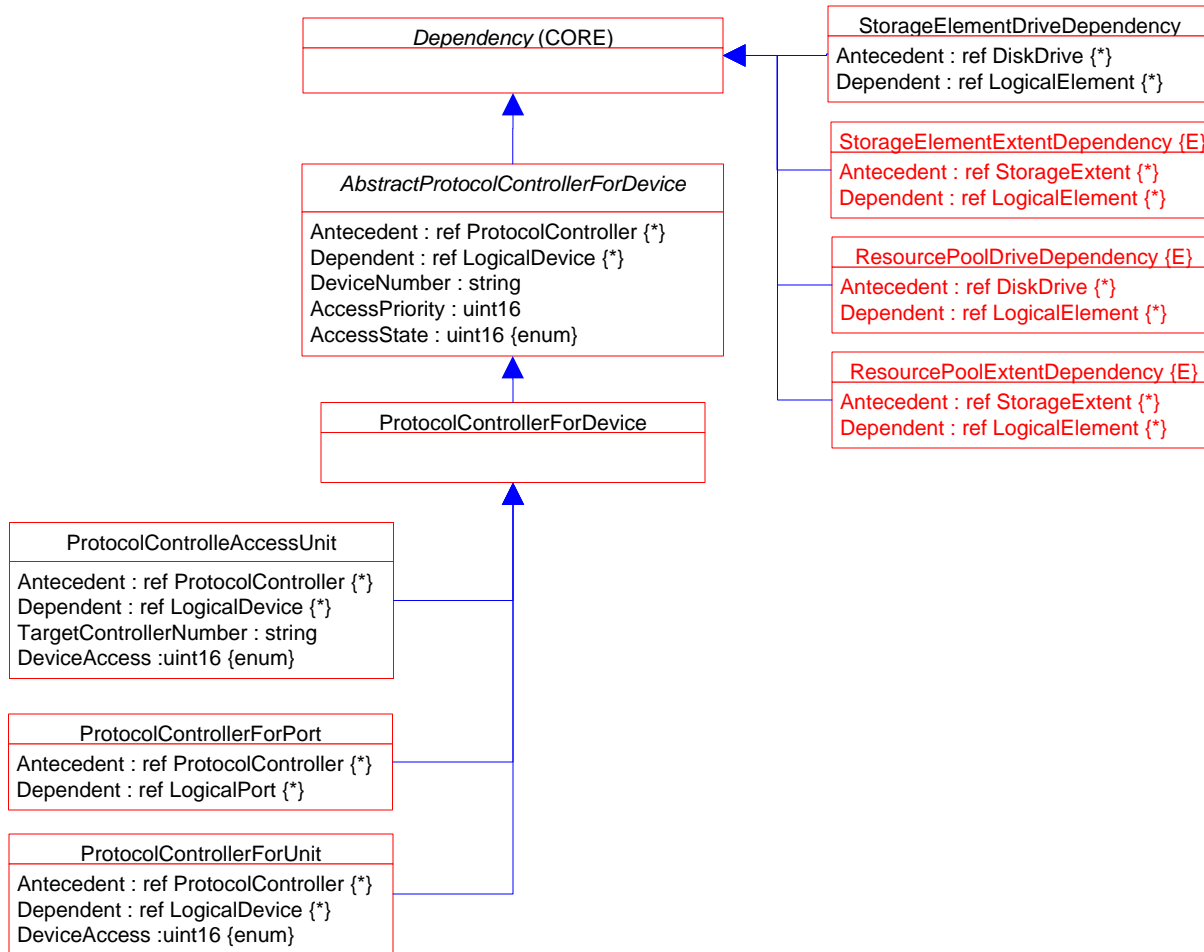 Dependency (CORE)
AbstractProtocolControllerForDevice
Antecedent : ref ProtocolController {*}
Dependent : ref LogicalDevice {*}
DeviceNumber : string
AccessPriority : uint16
AccessState : uint16 {enum}
ProtocolControllerForDevice
StorageElementDriveDependency
Antecedent : ref DiskDrive {*}
Dependent : ref LogicalElement {*}
StorageElementExtentDependency {E}
Antecedent : ref StorageExtent {*}
Dependent : ref LogicalElement {*}
ResourcePoolDriveDependency {E}
Antecedent : ref DiskDrive {*}
Dependent : ref LogicalElement {*}
ResourcePoolExtentDependency {E}
Antecedent : ref StorageExtent {*}
Dependent : ref LogicalElement {*}
ProtocolControlleAccessUnit
Antecedent : ref ProtocolController {*}
Dependent : ref LogicalDevice {*}
TargetControllerNumber : string
DeviceAccess :uint16 {enum}
ProtocolControllerForPort
Antecedent : ref ProtocolController {*}
Dependent : ref LogicalPort {*}
ProtocolControllerForUnit
Antecedent : ref ProtocolController {*}
Dependent : ref LogicalDevice {*}
DeviceAccess :uint16 {enum}